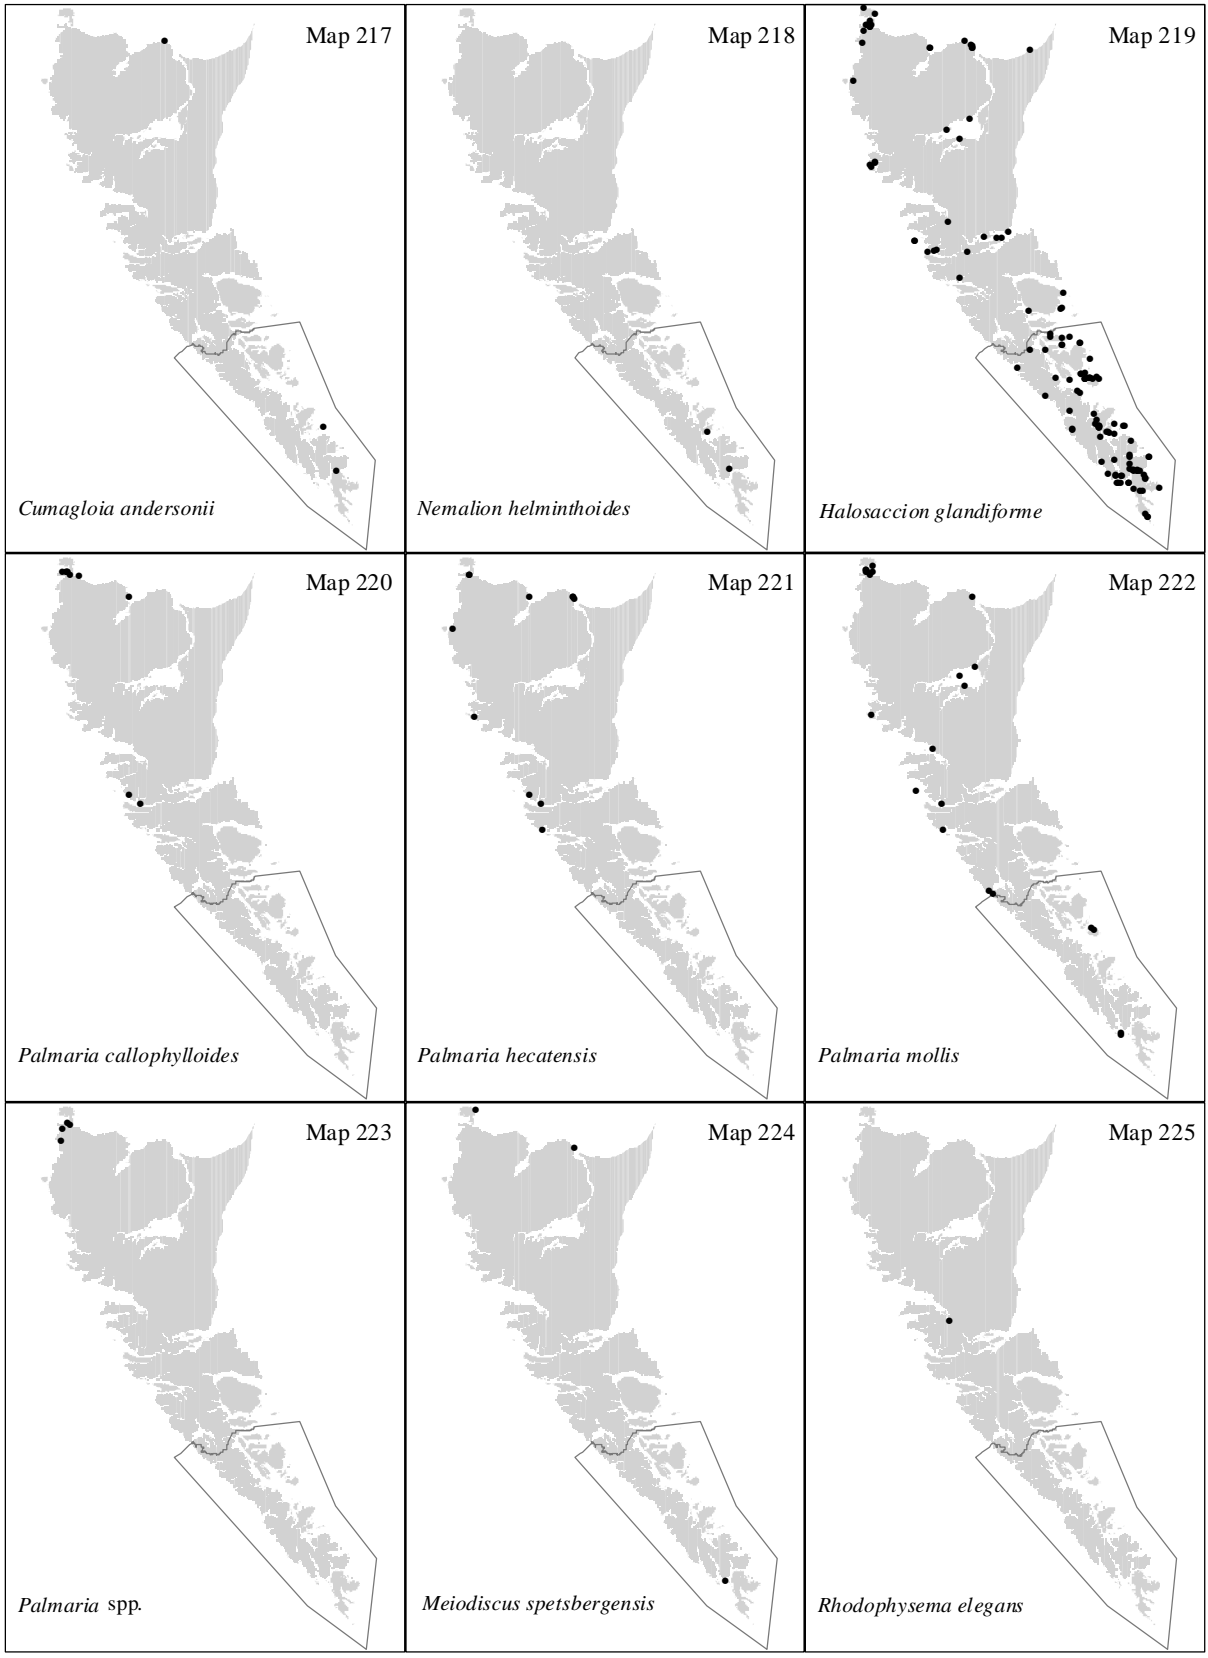 Map 217
Cumagloia andersonii
Map 218
Nemalion helminthoides
Map 219
Halosaccion glandiforme
Map 220
Palmaria callophylloides
Map 221
Palmaria hecatensis
Map 222
Palmaria mollis
Map 223
Palmaria spp.
Map 224
Meiodiscus spetsbergensis
Map 225
Rhodophysema elegans